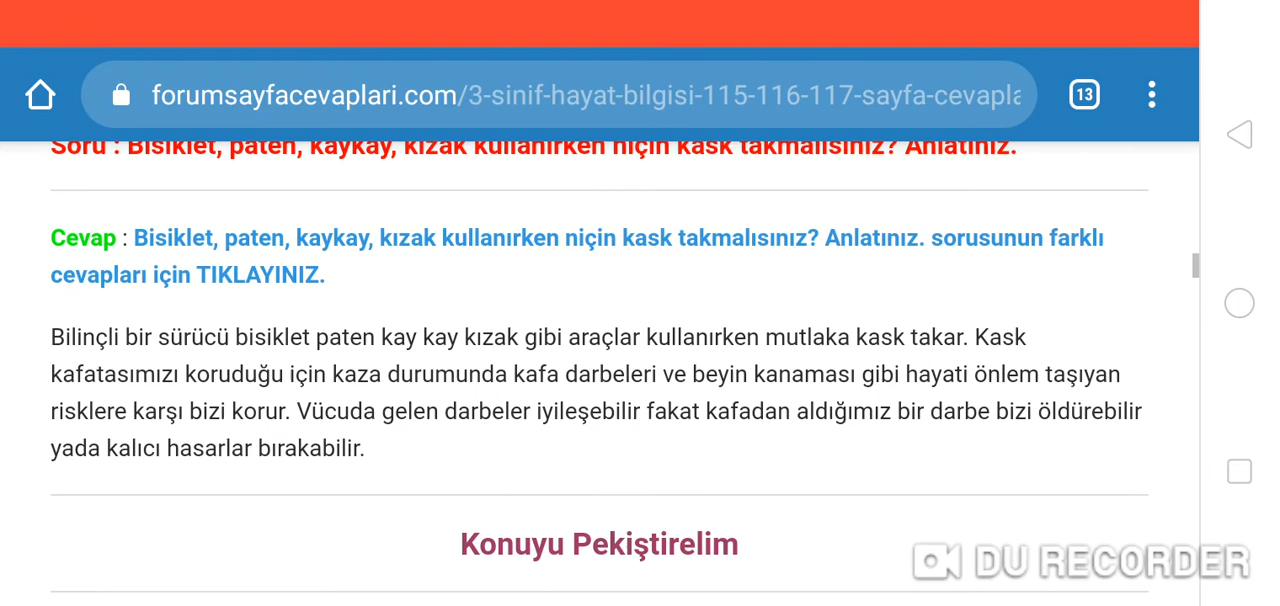 forumsayfacevaplari.com/3-sinif-hayat-bilgisi-115-116-117-sayfa-cevapla
13
Soru : Bisiklet, paten, kaykay, kızak kullanırken niçin kask takmalısınız? Anlatınız.
Cevap : Bisiklet, paten, kaykay, kızak kullanırken niçin kask takmalısınız? Anlatınız. sorusunun farklı
cevapları için TIKLAYINIZ.
Bilinçli bir sürücü bisiklet paten kay kay kızak gibi araçlar kullanırken mutlaka kask takar. Kask
kafatasımızı koruduğu için kaza durumunda kafa darbeleri ve beyin kanaması gibi hayati önlem taşıyan
risklere karşı bizi korur. Vücuda gelen darbeler iyileşebilir fakat kafadan aldığımız bir darbe bizi öldürebilir
yada kalıcı hasarlar bırakabilir.
Konuyu Pekiştirelim
DU RECORDER